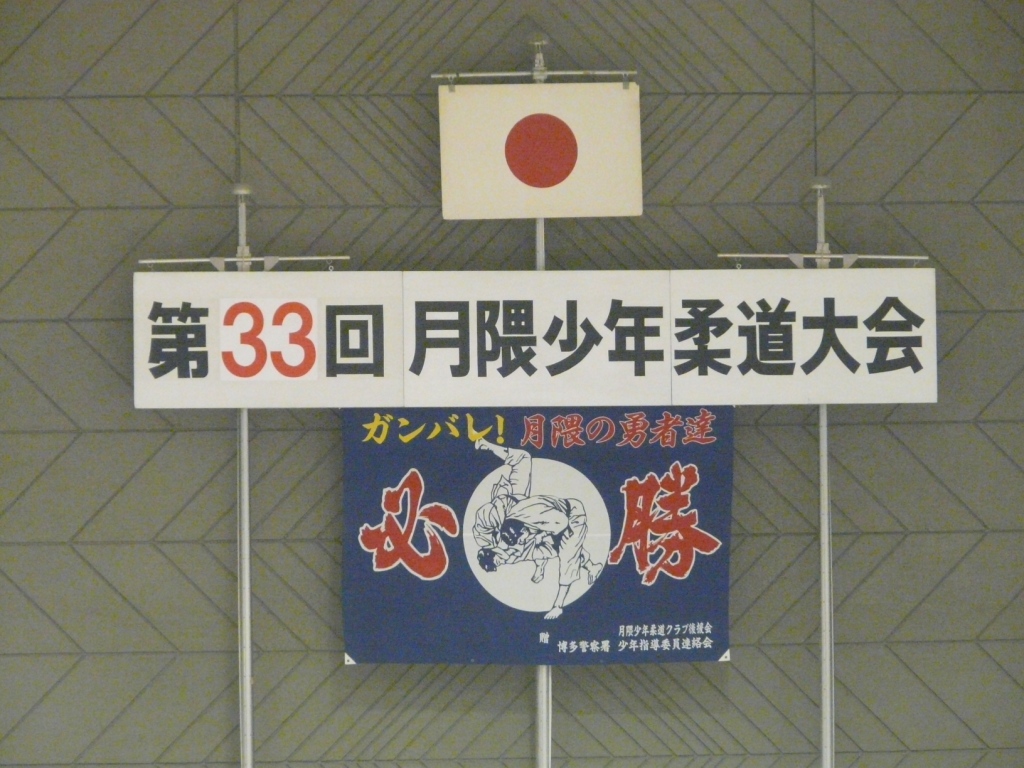 第33回 月隈少年柔道大会
ガンバレ! 月隈の勇者達
必勝
月隈少年柔道クラブ後援会
贈 博多警察署 少年指導委員連絡会